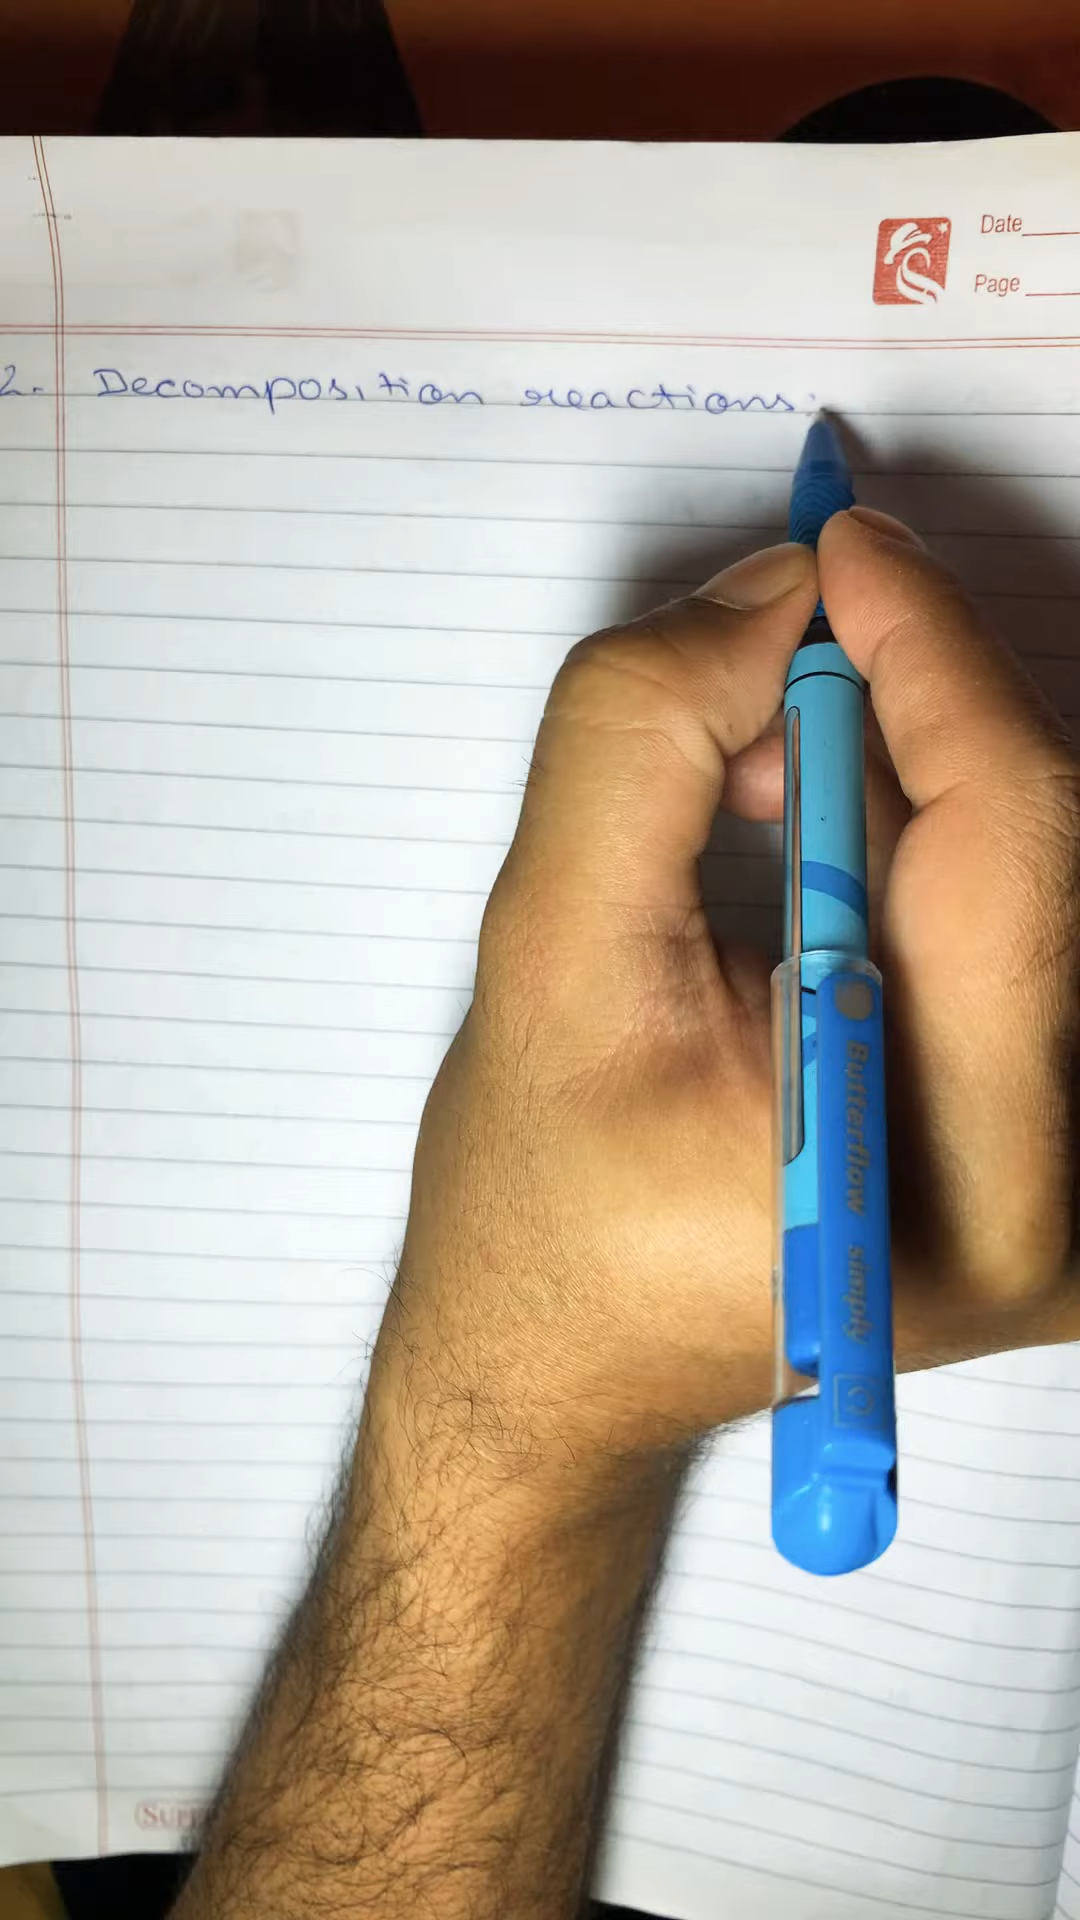 Date
Page
2. Decomposition reactions:
Butterflow simply